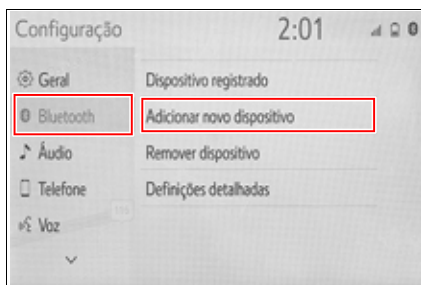 Configuração 2:01
Geral
Bluetooth
Áudio
Telefone
Voz
Dispositivo registrado
Adicionar novo dispositivo
Remover dispositivo
Definições detalhadas